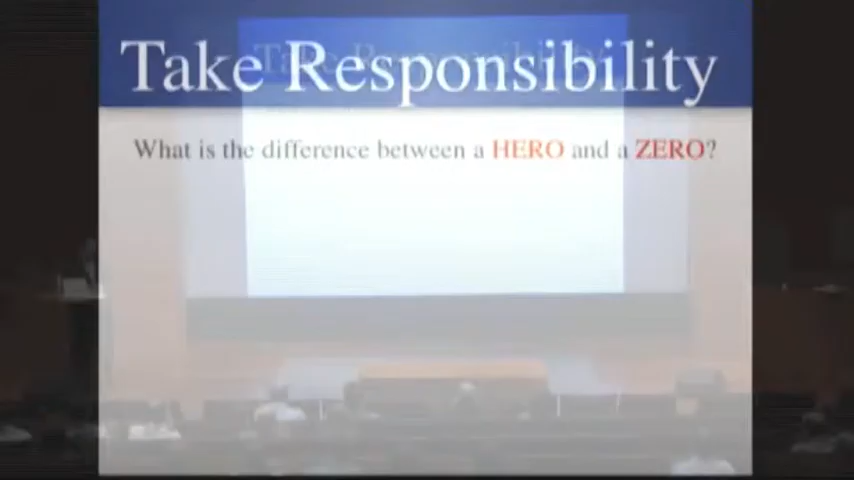 Take Responsibility
What is the difference between a HERO and a ZERO?